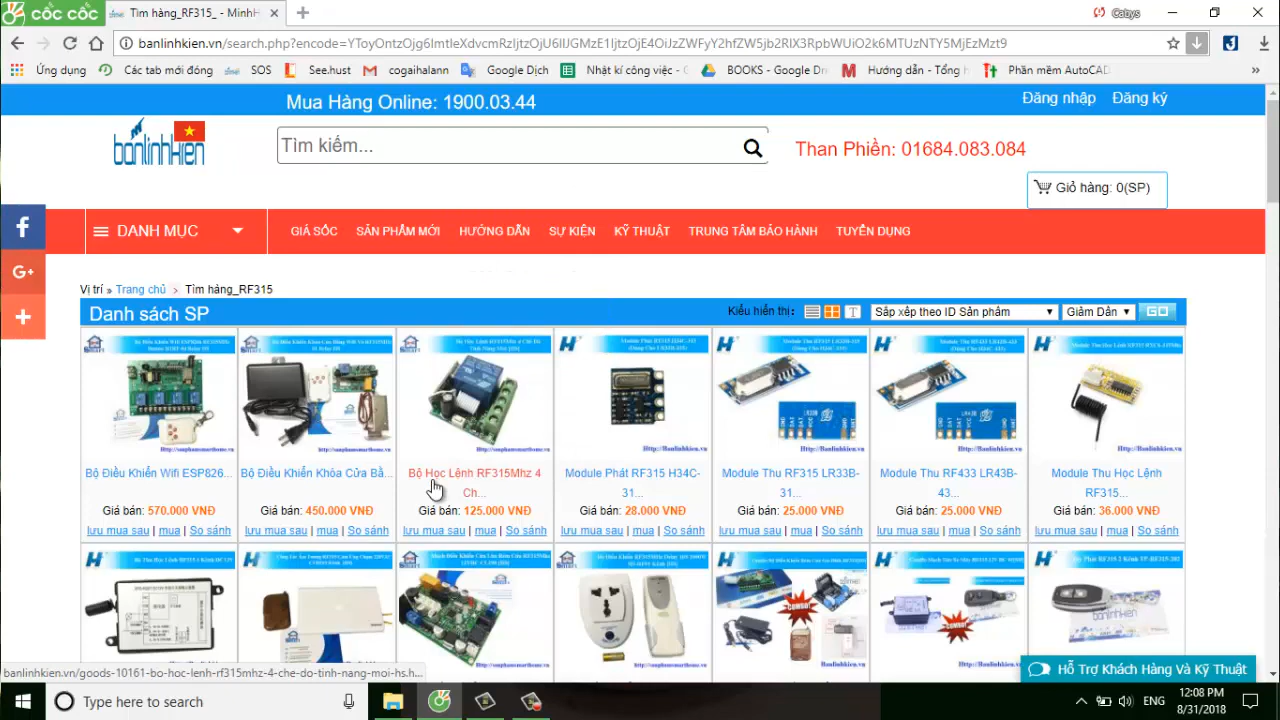 cốc cốc
Tìm hàng_RF315_ - MinhH
Cabys
banlinhkien.vn/search.php?encode=YToyOntzOjg6ImtleXdvcmRzIjtzOjU6IlJGMzE1IjtzOjE4OiJzZWFyY2hfZW5jb2RlX3RpbWUiO2k6MTUzNTY5MjEzMzt9
Ứng dụng
Các tab mới đóng
SOS
See.hust
cogaihalann
Google Dịch
Nhật kí công việc - G
BOOKS - Google Dri
Hướng dẫn - Tổng h
Phần mềm AutoCAD
Mua Hàng Online: 1900.03.44
Đăng nhập
Đăng ký
banlinhkien
Tìm kiếm...
Than Phiền: 01684.083.084
Giỏ hàng: 0(SP)
DANH MỤC
GIÁ SỐC
SẢN PHẨM MỚI
HƯỚNG DẪN
SỰ KIỆN
KỸ THUẬT
TRUNG TÂM BẢO HÀNH
TUYỂN DỤNG
Vị trí » Trang chủ > Tìm hàng_RF315
Danh sách SP
Kiểu hiển thị:
T
Sắp xếp theo ID Sản phẩm
Giảm Dần
GO
Bộ Điều Khiển Wifi ESP826...
Giá bán: 570.000 VNĐ
lưu mua sau | mua | So sánh
Bộ Điều Khiển Khóa Cửa Bằ...
Giá bán: 450.000 VNĐ
lưu mua sau | mua | So sánh
Bộ Học Lệnh RF315Mhz 4
Ch...
Giá bán: 125.000 VNĐ
lưu mua sau | mua | So sánh
Module Phát RF315 H34C-
31...
Giá bán: 28.000 VNĐ
lưu mua sau | mua | So sánh
Module Thu RF315 LR33B-
31...
Giá bán: 25.000 VNĐ
lưu mua sau | mua | So sánh
Module Thu RF433 LR43B-
43...
Giá bán: 25.000 VNĐ
lưu mua sau | mua | So sánh
Module Thu Học Lệnh
RF315...
Giá bán: 36.000 VNĐ
lưu mua sau | mua | So sánh
banlinhkien.vn/goods-10161-bo-hoc-lenh-rf315mhz-4-che-do-tinh-nang-moi-hs.h...
Hỗ Trợ Khách Hàng Và Kỹ Thuật
Type here to search
ENG
12:08 PM
8/31/2018